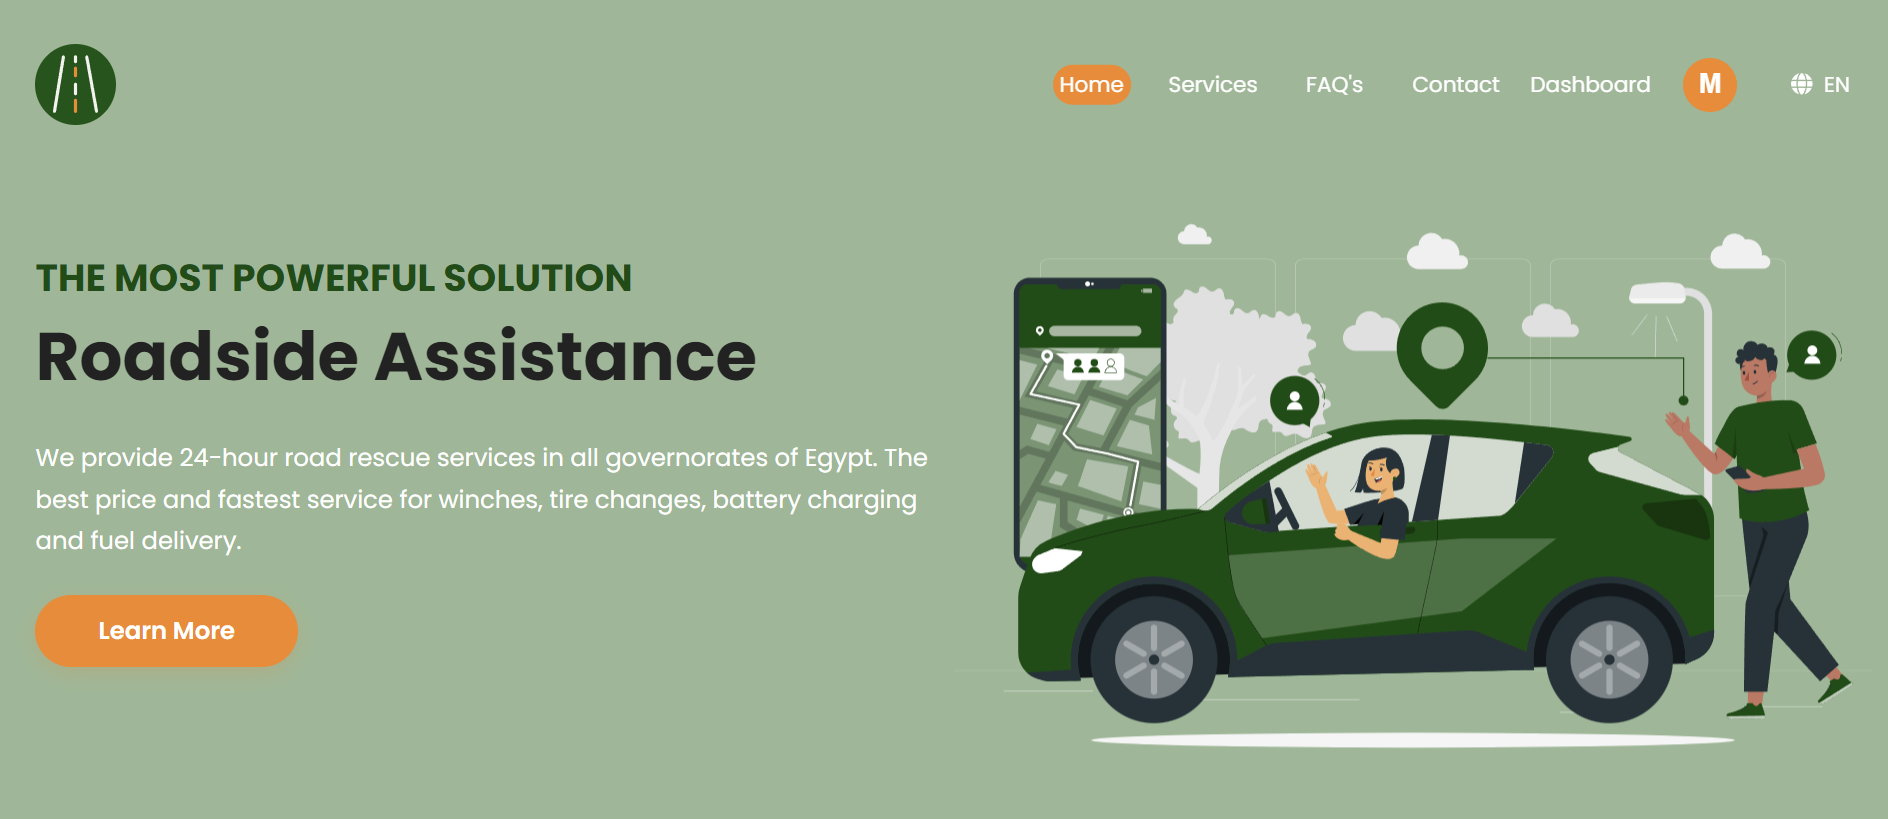 Home Services FAQ's Contact Dashboard M EN
THE MOST POWERFUL SOLUTION
Roadside Assistance
We provide 24-hour road rescue services in all governorates of Egypt. The
best price and fastest service for winches, tire changes, battery charging
and fuel delivery.
Learn More